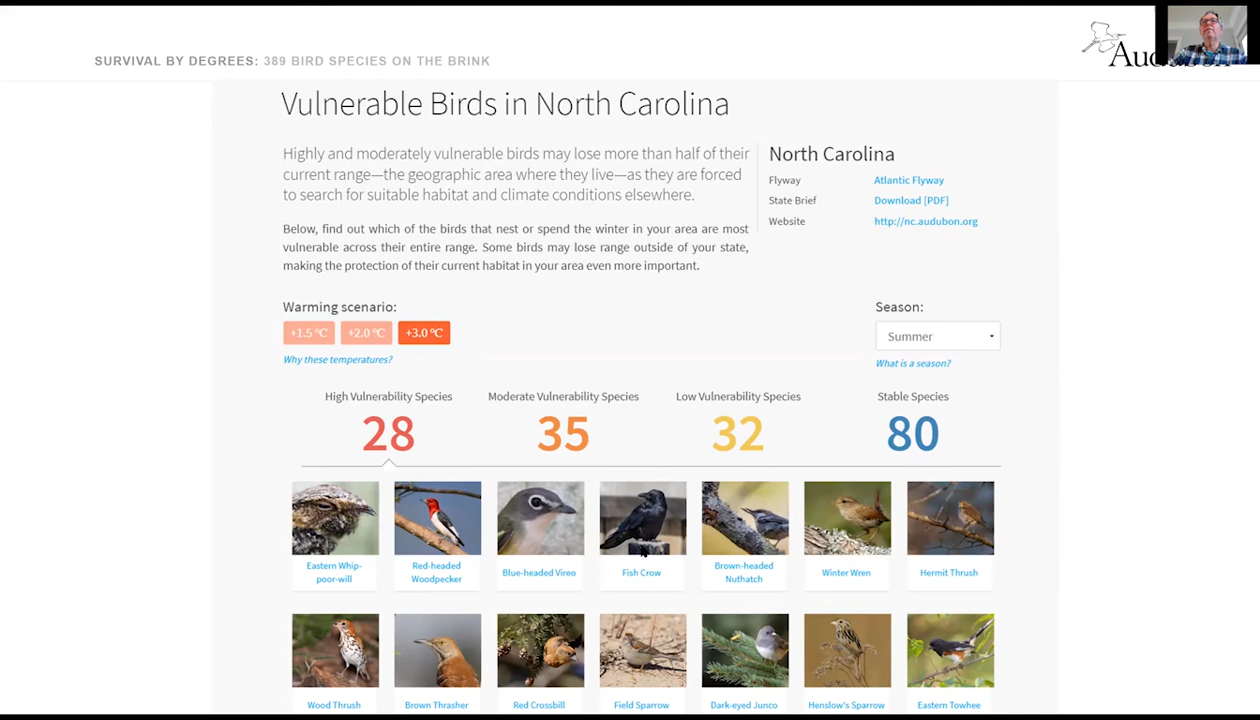 SURVIVAL BY DEGREES: 389 BIRD SPECIES ON THE BRINK
Audubon
Vulnerable Birds in North Carolina
Highly and moderately vulnerable birds may lose more than half of their
current range—the geographic area where they live—as they are forced
to search for suitable habitat and climate conditions elsewhere.
Below, find out which of the birds that nest or spend the winter in your area are most
vulnerable across their entire range. Some birds may lose range outside of your state,
making the protection of their current habitat in your area even more important.
North Carolina
Flyway Atlantic Flyway
State Brief Download [PDF]
Website http://nc.audubon.org
Warming scenario:
+1.5 °C +2.0 °C +3.0 °C
Why these temperatures?
Season:
Summer
What is a season?
High Vulnerability Species Moderate Vulnerability Species Low Vulnerability Species Stable Species
28 35 32 80
Eastern Whip-
poor-will
Red-headed
Woodpecker
Blue-headed Vireo
Fish Crow
Brown-headed
Nuthatch
Winter Wren
Hermit Thrush
Wood Thrush
Brown Thrasher
Red Crossbill
Field Sparrow
Dark-eyed Junco
Henslow's Sparrow
Eastern Towhee